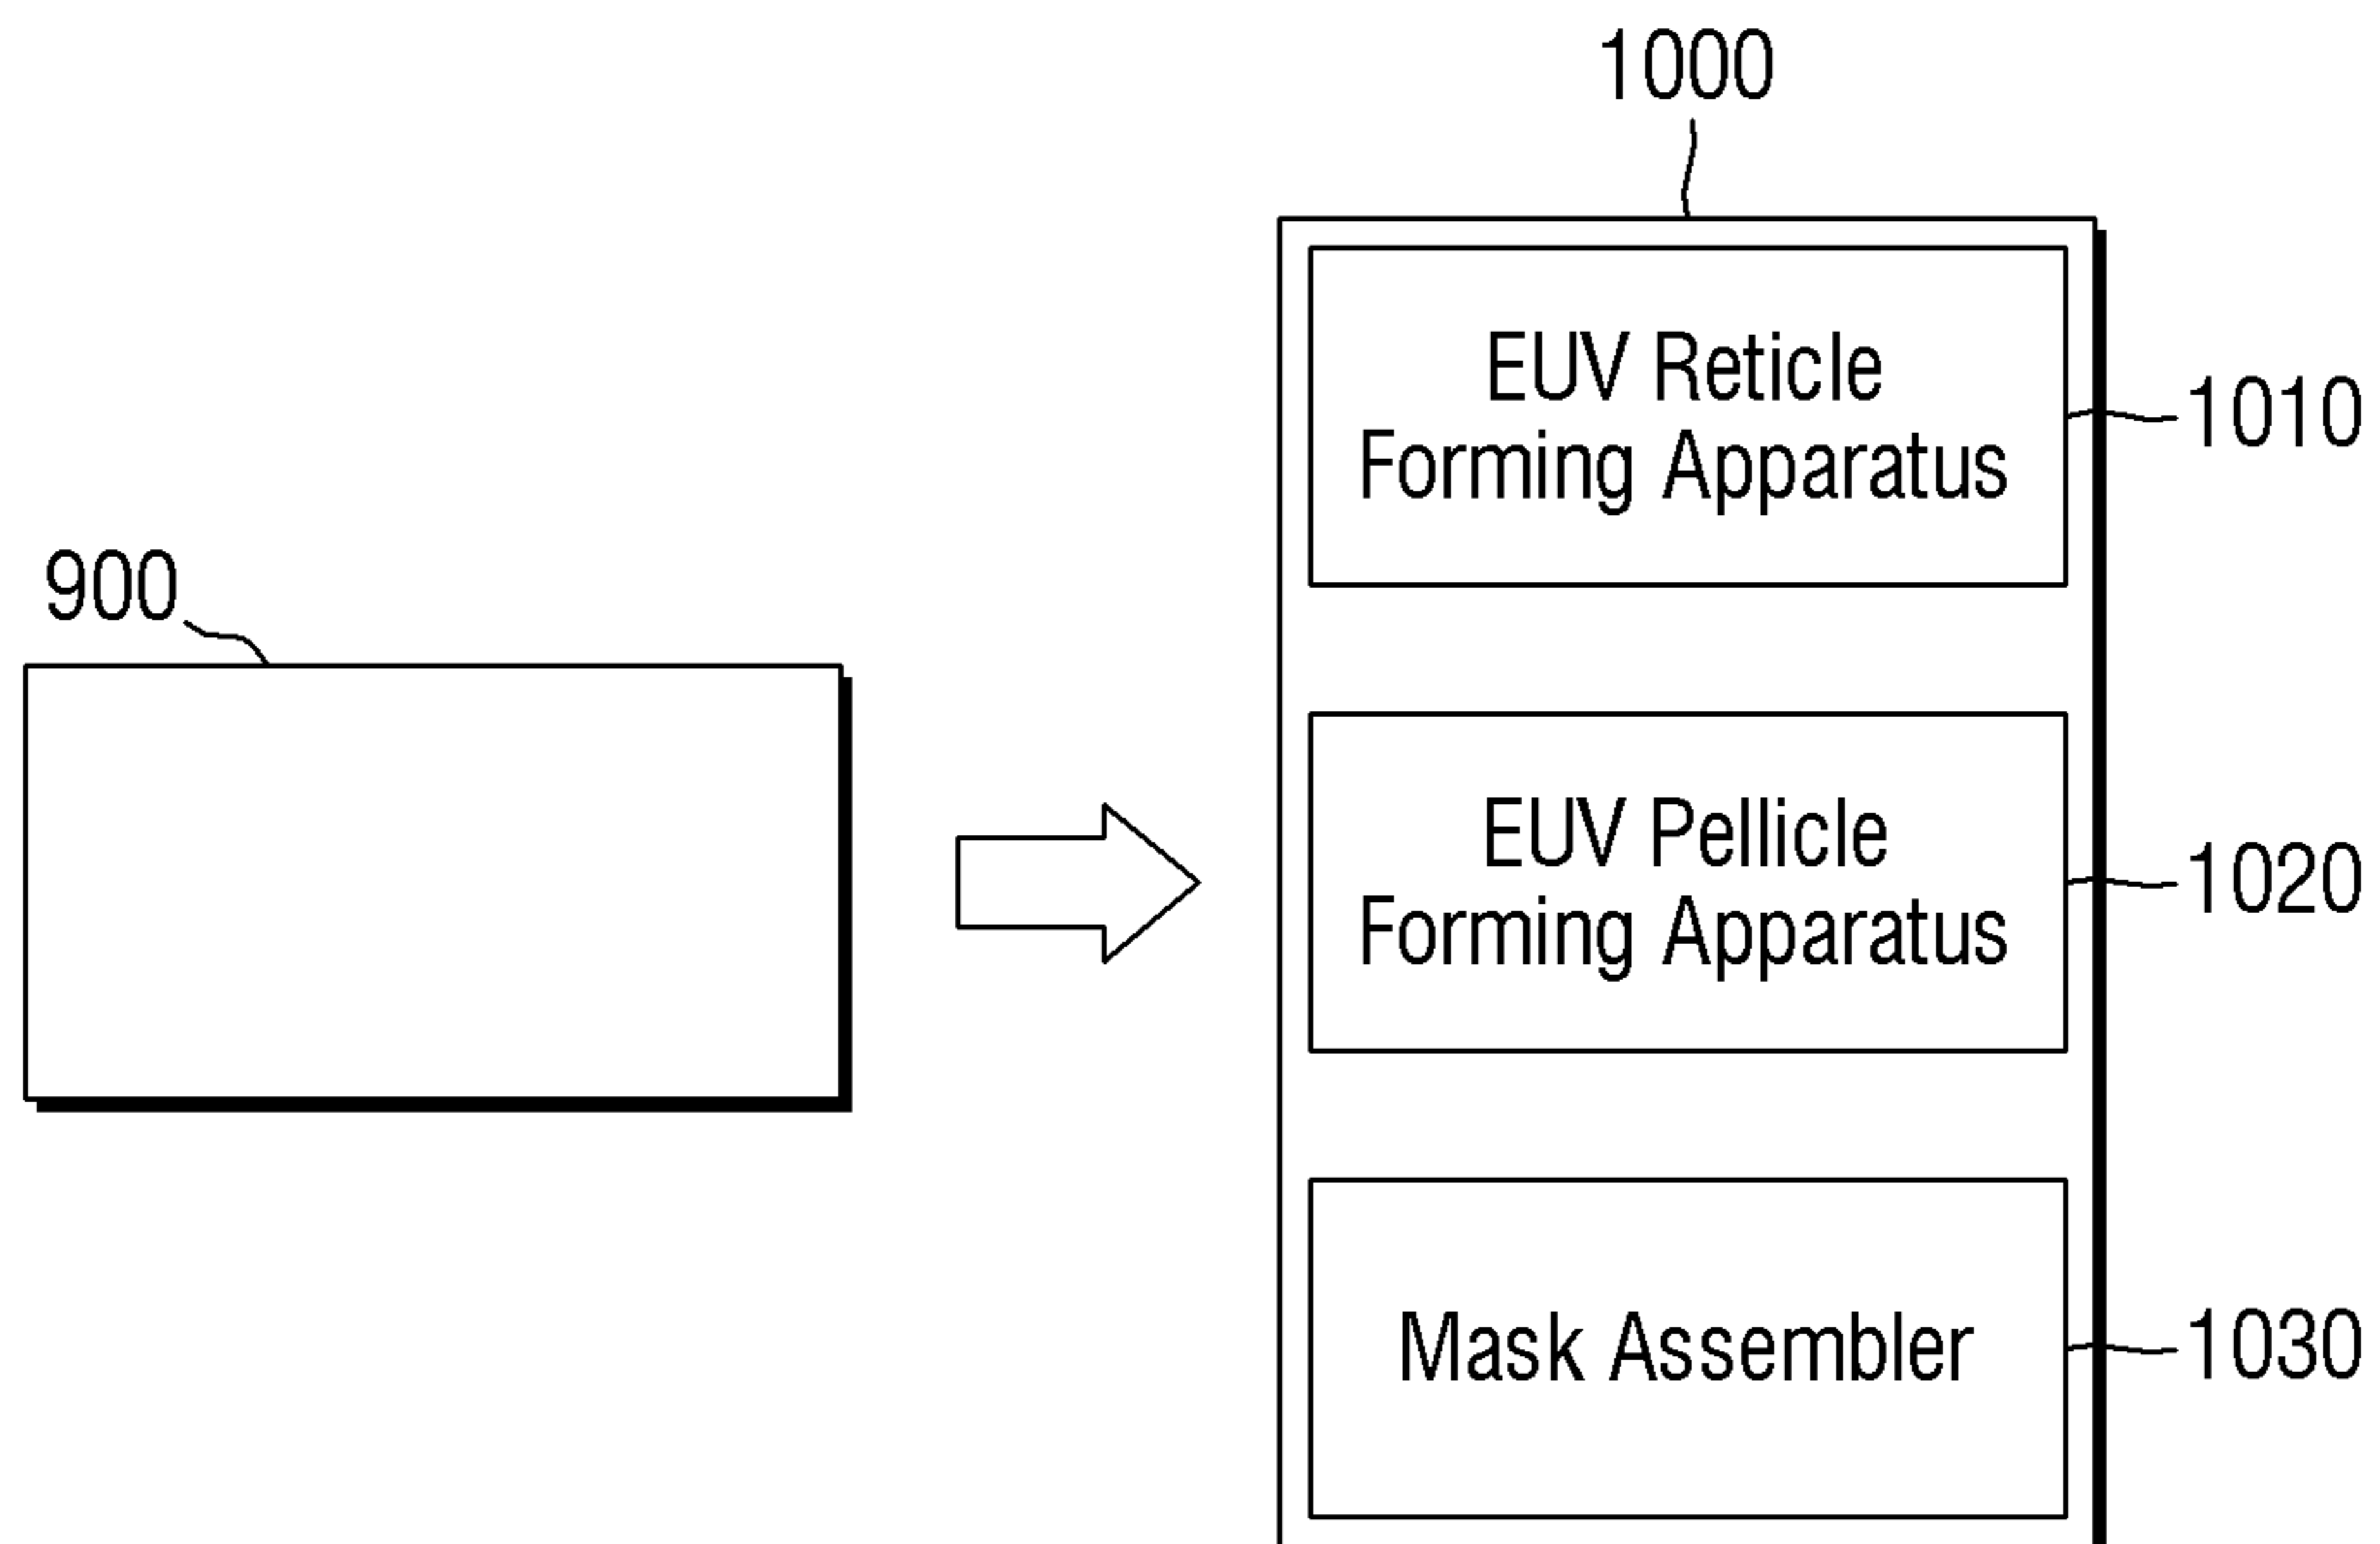 1000
EUV Reticle
Forming Apparatus
1010
900
EUV Pellicle
Forming Apparatus
1020
Mask Assembler
1030